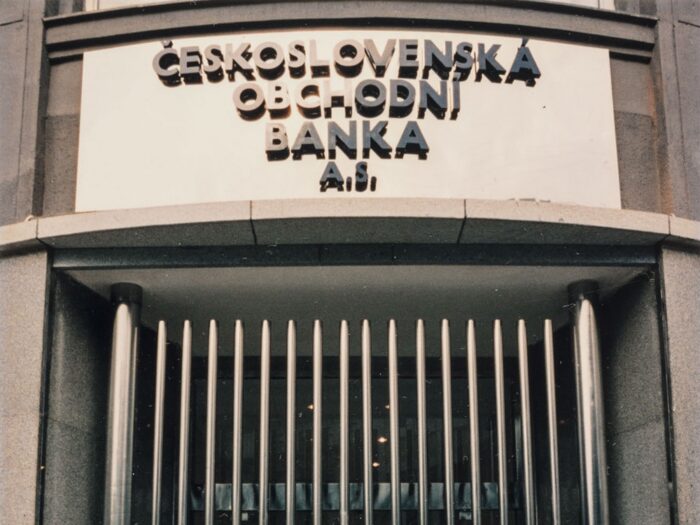 ČESKOSLOVENSKÁ
OBCHODNÍ
BANKA
A.S.